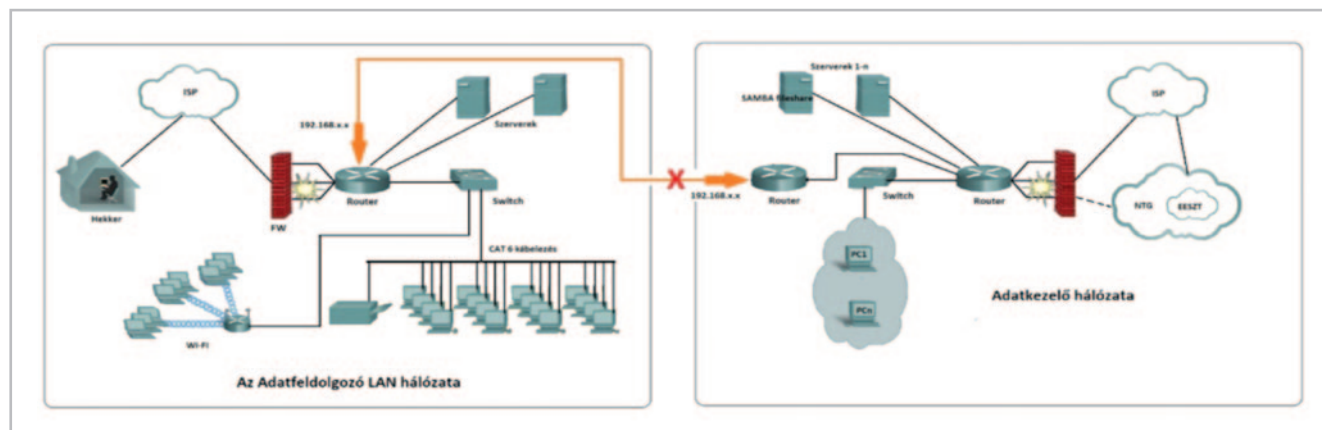 ISP
192.168.x.x
Szerverek
Hekker
FW
Router
Switch
CAT 6 kábelezés
WI-FI
Az Adatfeldolgozó LAN hálózata
Szerverek 1-n
SAMBA fileshare
ISP
192.168.x.x
Router
Switch
Router
NTG
EESZT
PC1
PCn
Adatkezelő hálózata